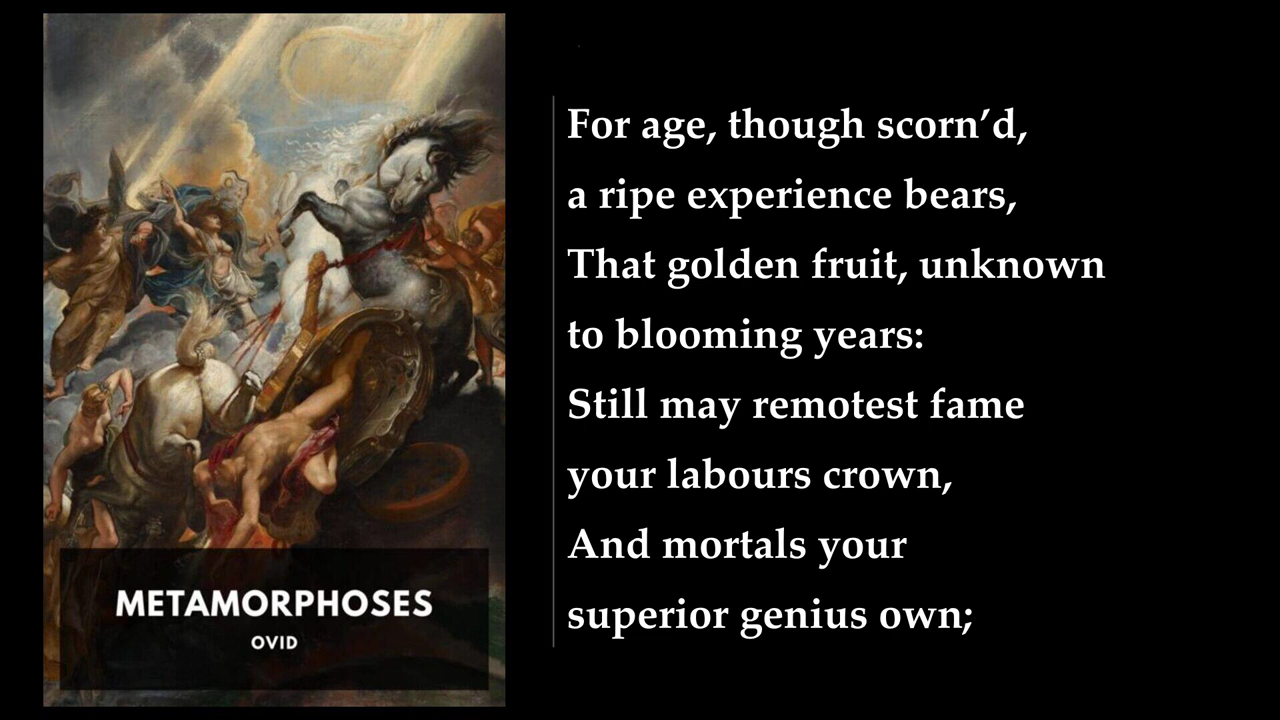 METAMORPHOSES
OVID
For age, though scorn’d,
a ripe experience bears,
That golden fruit, unknown
to blooming years:
Still may remotest fame
your labours crown,
And mortals your
superior genius own;